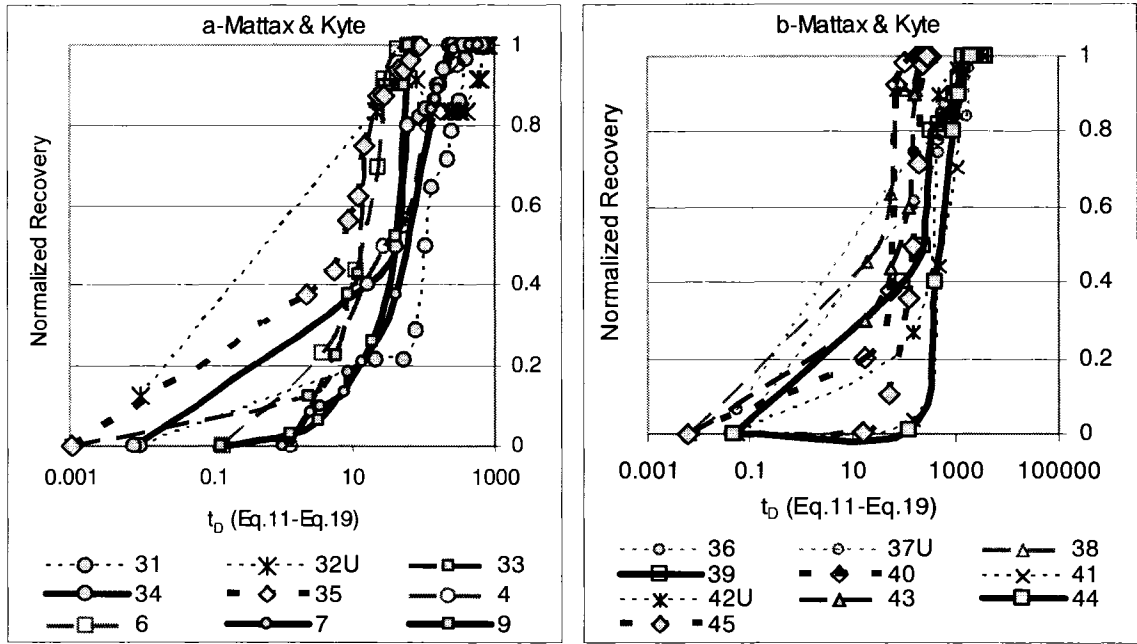 a-Mattax & Kyte
Normalized Recovery
1
0.8
0.6
0.4
0.2
0
0.001 0.1 10 1000
t_D (Eq.11-Eq.19)
31 32U 33
34 35 4
6 7 9
b-Mattax & Kyte
Normalized Recovery
1
0.8
0.6
0.4
0.2
0
0.001 0.1 10 1000 100000
t_D (Eq.11-Eq.19)
36 37U 38
39 40 41
42U 43 44
45